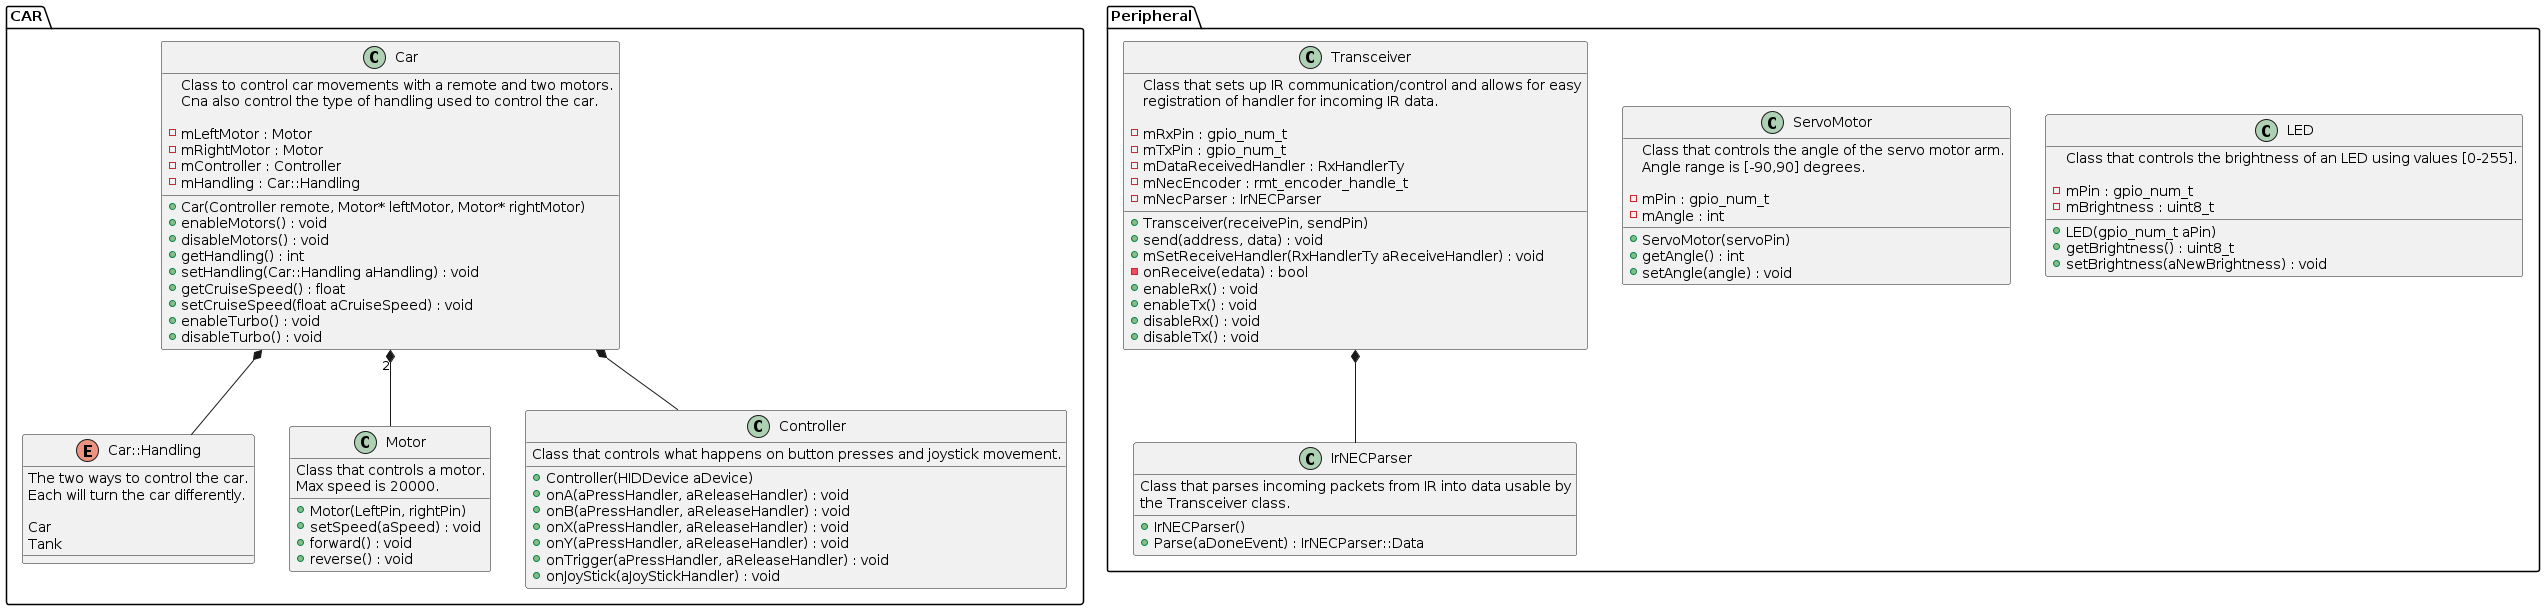 CAR
Car
Class to control car movements with a remote and two motors.
Cna also control the type of handling used to control the car.
mLeftMotor : Motor
mRightMotor : Motor
mController : Controller
mHandling : Car::Handling
Car(Controller remote, Motor* leftMotor, Motor* rightMotor)
enableMotors() : void
disableMotors() : void
getHandling() : int
setHandling(Car::Handling aHandling) : void
getCruiseSpeed() : float
setCruiseSpeed(float aCruiseSpeed) : void
enableTurbo() : void
disableTurbo() : void
2
E Car::Handling
The two ways to control the car.
Each will turn the car differently.
Car
Tank
C Motor
Class that controls a motor.
Max speed is 20000.
Motor(LeftPin, rightPin)
setSpeed(aSpeed) : void
forward() : void
reverse() : void
C Controller
Class that controls what happens on button presses and joystick movement.
Controller(HIDDevice aDevice)
onA(aPressHandler, aReleaseHandler) : void
onB(aPressHandler, aReleaseHandler) : void
onX(aPressHandler, aReleaseHandler) : void
onY(aPressHandler, aReleaseHandler) : void
onTrigger(aPressHandler, aReleaseHandler) : void
onJoyStick(aJoyStickHandler) : void
Peripheral
C Transceiver
Class that sets up IR communication/control and allows for easy
registration of handler for incoming IR data.
mRxPin : gpio_num_t
mTxPin : gpio_num_t
mDataReceivedHandler : RxHandlerTy
mNecEncoder : rmt_encoder_handle_t
mNecParser : IrNECParser
Transceiver(receivePin, sendPin)
send(address, data) : void
mSetReceiveHandler(RxHandlerTy aReceiveHandler) : void
onReceive(edata) : bool
enableRx() : void
enableTx() : void
disableRx() : void
disableTx() : void
C IrNECParser
Class that parses incoming packets from IR into data usable by
the Transceiver class.
IrNECParser()
Parse(aDoneEvent) : IrNECParser::Data
C ServoMotor
Class that controls the angle of the servo motor arm.
Angle range is [-90,90] degrees.
mPin : gpio_num_t
mAngle : int
ServoMotor(servoPin)
getAngle() : int
setAngle(angle) : void
C LED
Class that controls the brightness of an LED using values [0-255].
mPin : gpio_num_t
mBrightness : uint8_t
LED(gpio_num_t aPin)
getBrightness() : uint8_t
setBrightness(aNewBrightness) : void